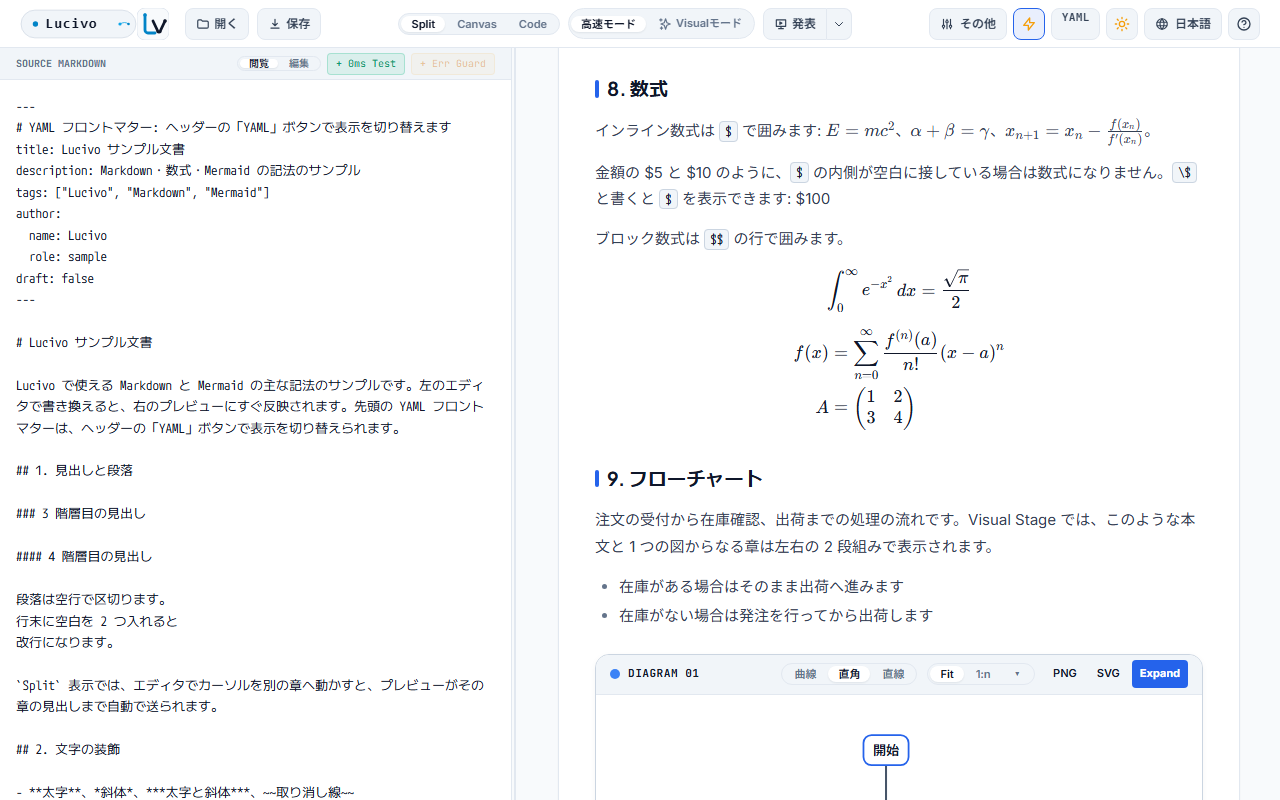 Lucivo
開く
保存
Split Canvas Code
高速モード Visualモード
発表
その他
YAML
日本語
SOURCE MARKDOWN
閲覧 編集
+ 0ms Test
+ Err Guard
---
# YAML フロントマター: ヘッダーの「YAML」ボタンで表示を切り替えます
title: Lucivo サンプル文書
description: Markdown・数式・Mermaid の記法のサンプル
tags: ["Lucivo", "Markdown", "Mermaid"]
author:
  name: Lucivo
  role: sample
draft: false
---
# Lucivo サンプル文書
Lucivo で使える Markdown と Mermaid の主な記法のサンプルです。左のエディ
タで書き換えると、右のプレビューにすぐ反映されます。先頭の YAML フロント
マターは、ヘッダーの「YAML」ボタンで表示を切り替えられます。
## 1. 見出しと段落
### 3 階層目の見出し
#### 4 階層目の見出し
段落は空行で区切ります。
行末に空白を 2 つ入れると
改行になります。
`Split` 表示では、エディタでカーソルを別の章へ動かすと、プレビューがその
章の見出しまで自動で送られます。
## 2. 文字の装飾
- **太字**、*斜体*、***太字と斜体***、~~取り消し線~~
8. 数式
インライン数式は $ で囲みます: E = mc^2、α + β = γ、x_{n+1} = x_n − \frac{f(x_n)}{f′(x_n)}。
金額の $5 と $10 のように、$ の内側が空白に接している場合は数式になりません。\$
と書くと $ を表示できます: $100
ブロック数式は $$ の行で囲みます。
\int_0^∞ e^{−x^2} dx = \frac{\sqrt{π}}{2}
f(x) = \sum_{n=0}^{∞} \frac{f^{(n)}(a)}{n!} (x − a)^n
A = \begin{pmatrix} 1 & 2 \\ 3 & 4 \end{pmatrix}
9. フローチャート
注文の受付から在庫確認、出荷までの処理の流れです。Visual Stage では、このような本
文と 1 つの図からなる章は左右の 2 段組みで表示されます。
• 在庫がある場合はそのまま出荷へ進みます
• 在庫がない場合は発注を行ってから出荷します
DIAGRAM 01
曲線 直角 直線
Fit 1:n
PNG
SVG
Expand
開始